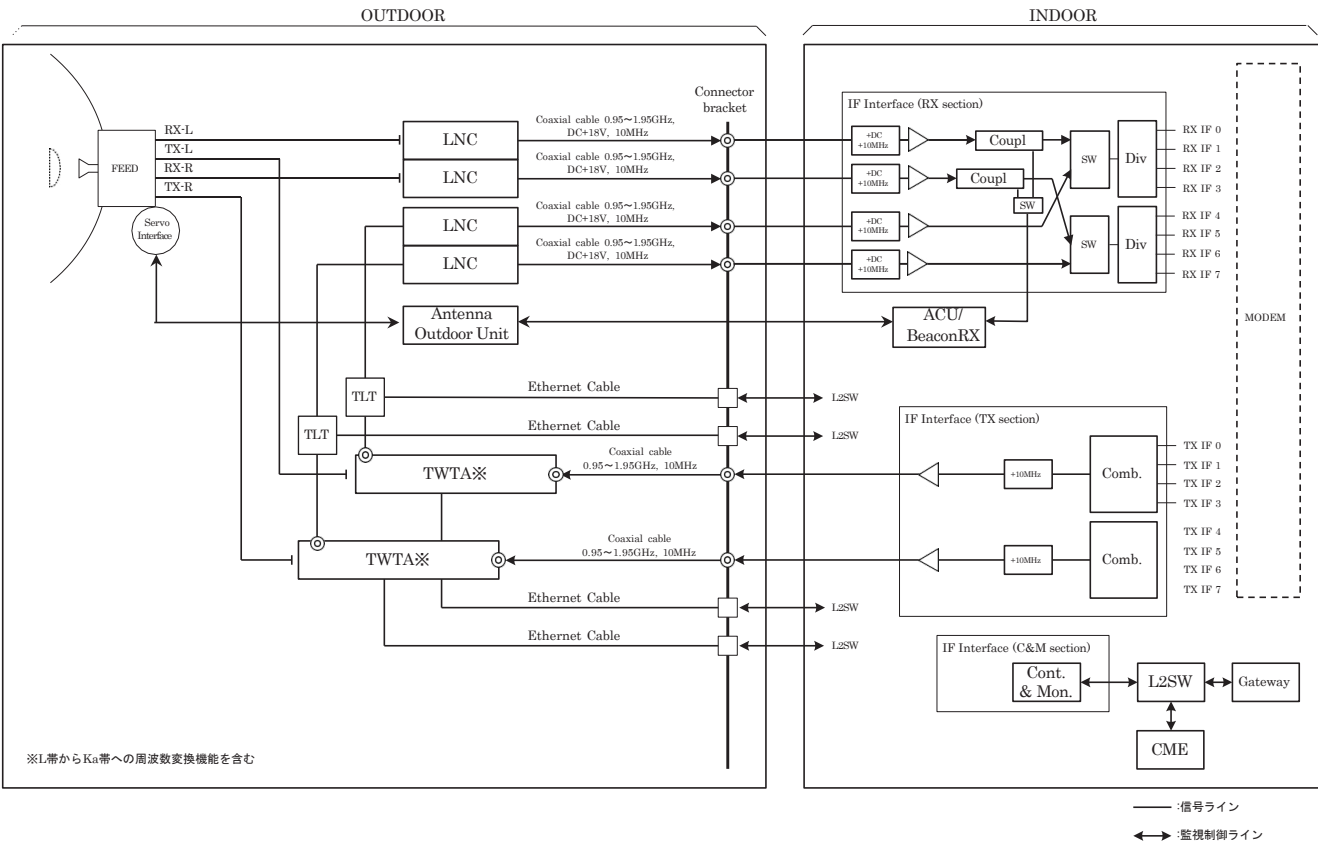 OUTDOOR
INDOOR
Connector
bracket
RX-L
TX-L
RX-R
TX-R
FEED
Servo
Interface
LNC
Coaxial cable 0.95〜1.95GHz,
DC+18V, 10MHz
LNC
Coaxial cable 0.95〜1.95GHz,
DC+18V, 10MHz
LNC
Coaxial cable 0.95〜1.95GHz,
DC+18V, 10MHz
LNC
Coaxial cable 0.95〜1.95GHz,
DC+18V, 10MHz
Antenna
Outdoor Unit
TLT
TLT
Ethernet Cable
Ethernet Cable
L2SW
L2SW
TWTA※
Coaxial cable
0.95〜1.95GHz, 10MHz
TWTA※
Coaxial cable
0.95〜1.95GHz, 10MHz
Ethernet Cable
Ethernet Cable
L2SW
L2SW
※L帯からKa帯への周波数変換機能を含む
IF Interface (RX section)
+DC
+10MHz
+DC
+10MHz
+DC
+10MHz
+DC
+10MHz
Coupl
Coupl
SW
SW
SW
Div
Div
RX IF 0
RX IF 1
RX IF 2
RX IF 3
RX IF 4
RX IF 5
RX IF 6
RX IF 7
ACU/
BeaconRX
MODEM
IF Interface (TX section)
+10MHz
+10MHz
Comb.
Comb.
TX IF 0
TX IF 1
TX IF 2
TX IF 3
TX IF 4
TX IF 5
TX IF 6
TX IF 7
IF Interface (C&M section)
Cont.
& Mon.
L2SW
Gateway
CME
:信号ライン
:監視制御ライン